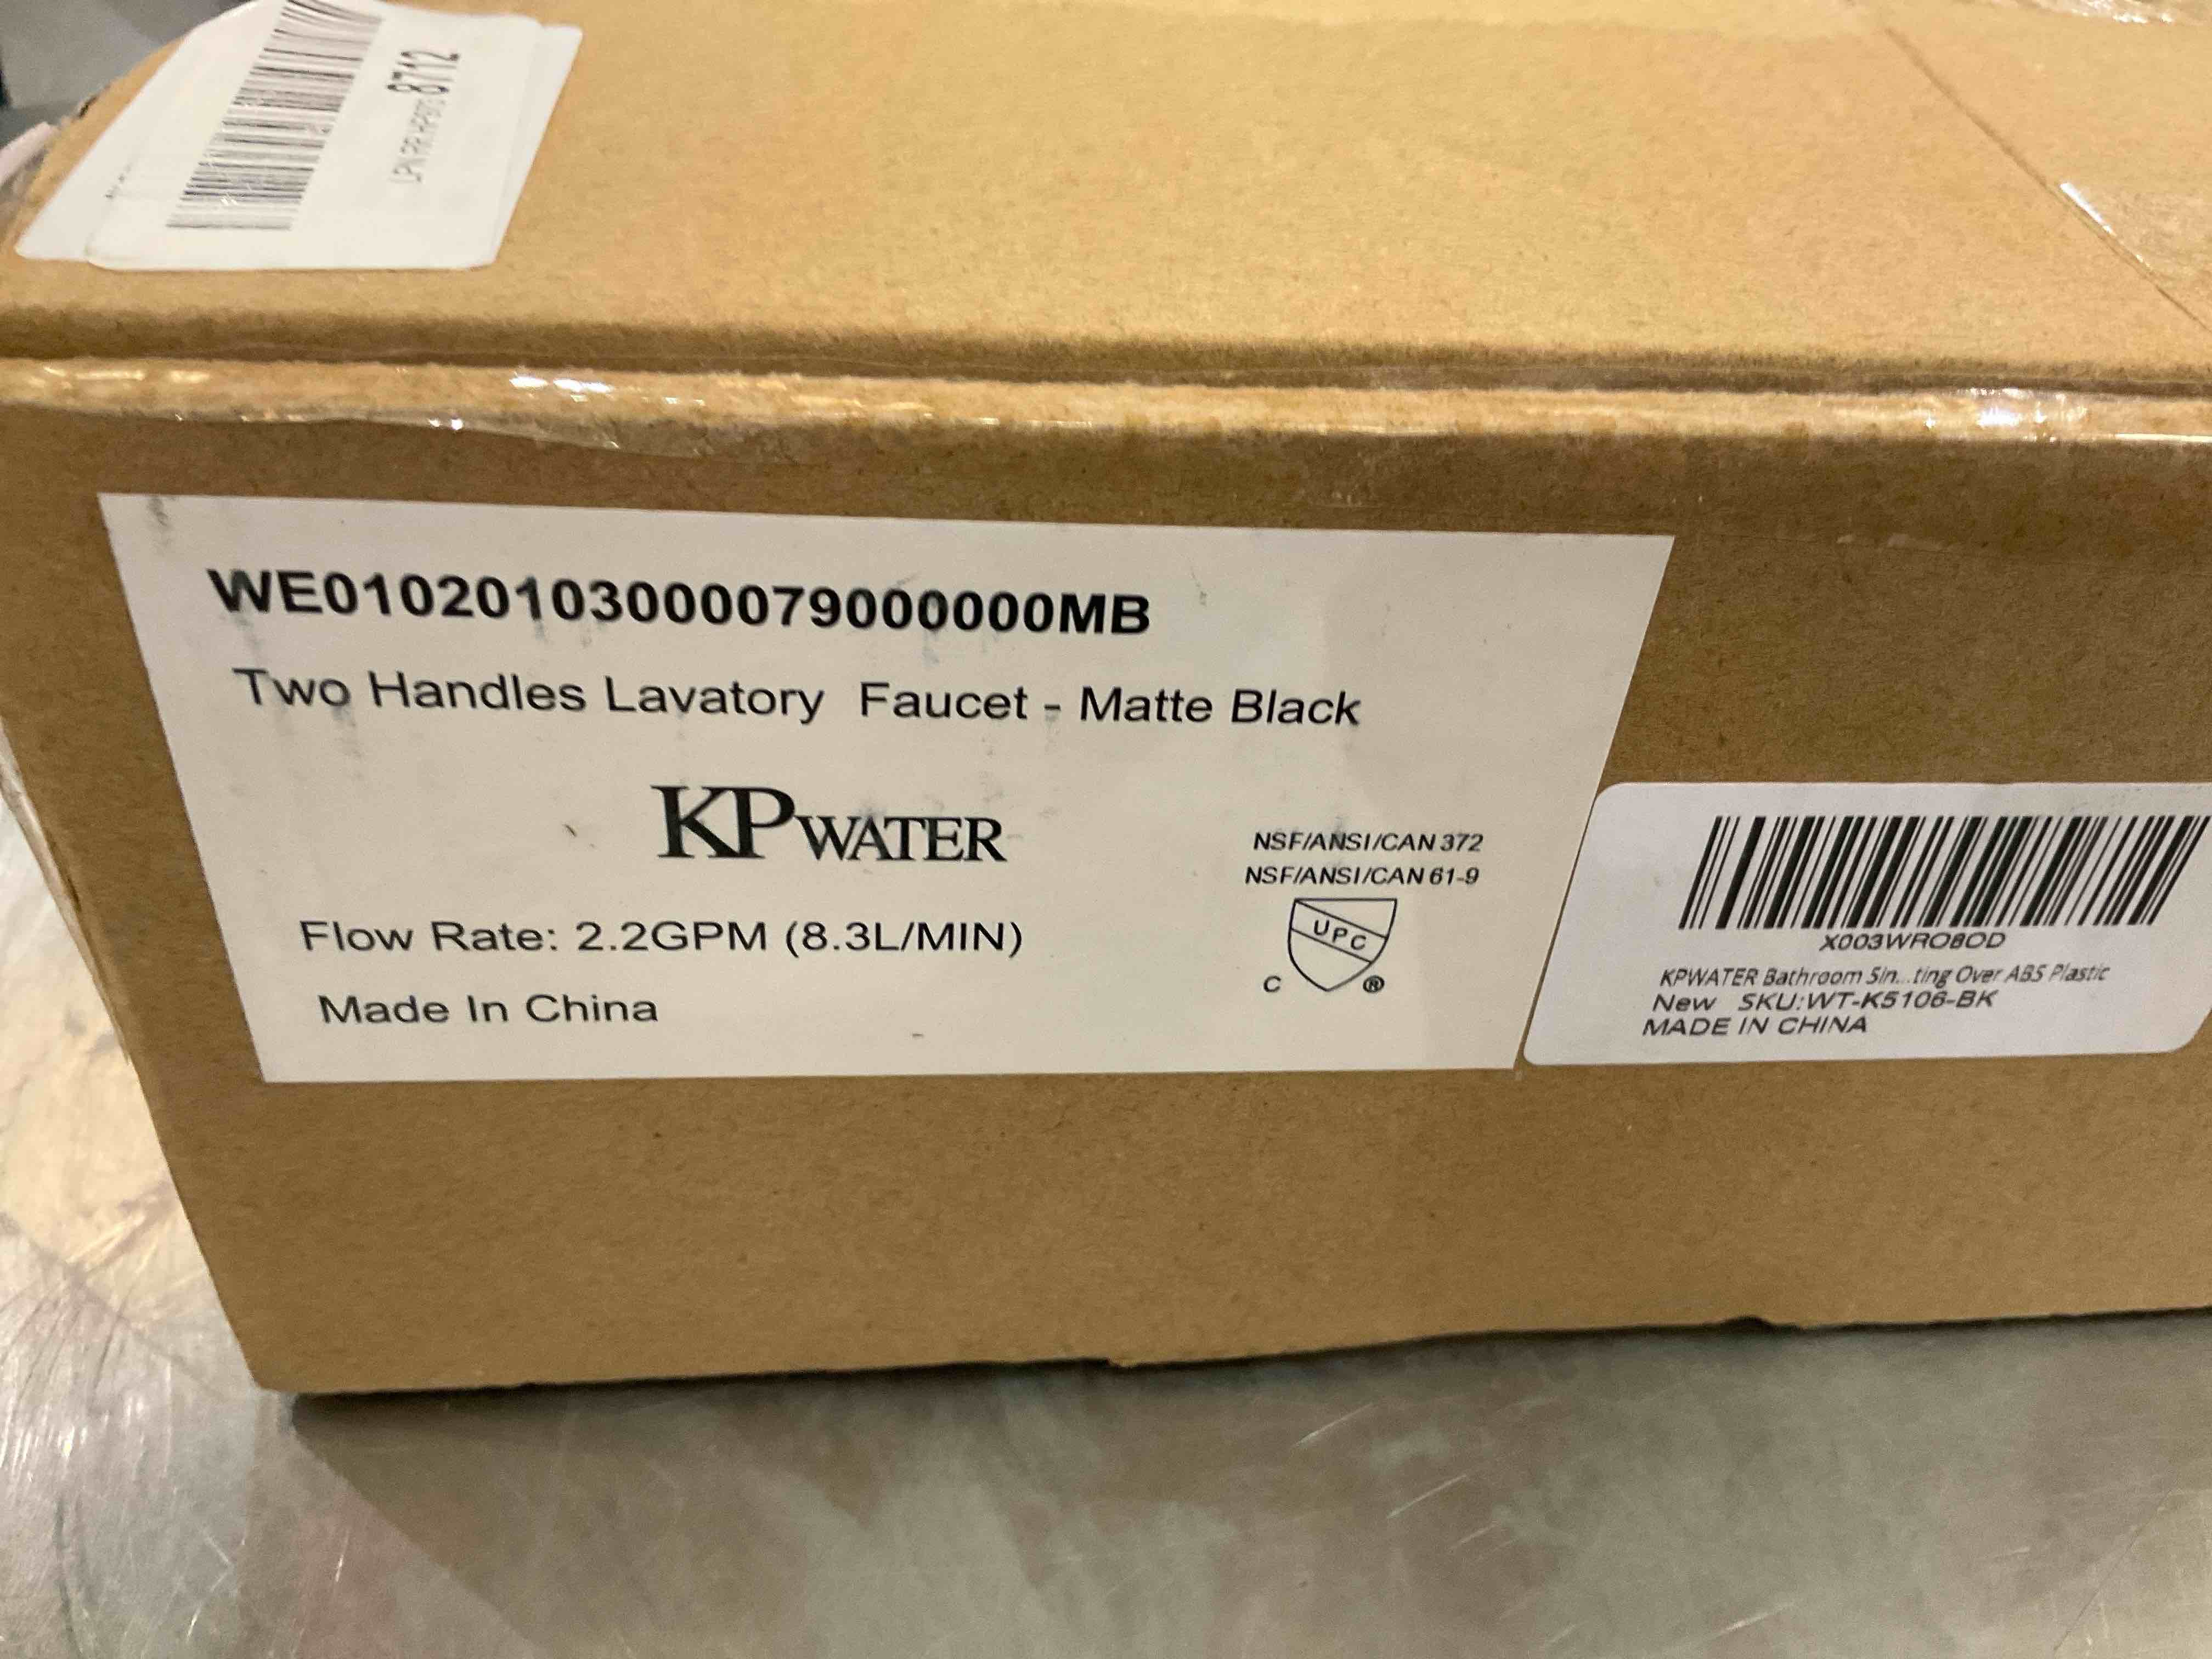 8712
WE010201030000079000000MB
Two Handles Lavatory Faucet - Matte Black
KPWATER
NSF/ANSI/CAN 372
NSF/ANSI/CAN 61-9
UPC
C ®
Flow Rate: 2.2GPM (8.3L/MIN)
Made In China
X003WRO8OD
KPWATER Bathroom Sin...ting Over ABS Plastic
New SKU:WT-K5106-BK
MADE IN CHINA